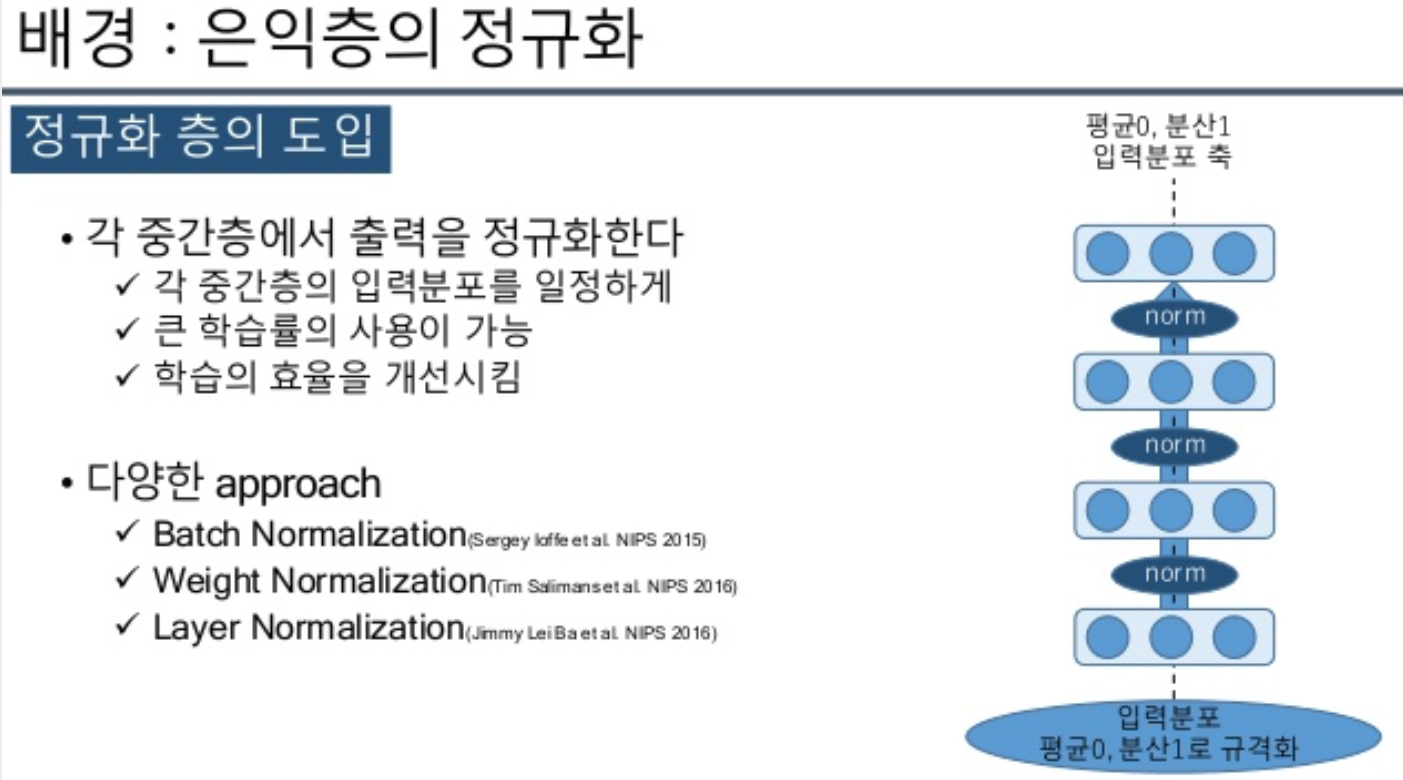 배경 : 은익층의 정규화
정규화 층의 도입
• 각 중간층에서 출력을 정규화한다
✓ 각 중간층의 입력분포를 일정하게
✓ 큰 학습률의 사용이 가능
✓ 학습의 효율을 개선시킴
• 다양한 approach
✓ Batch Normalization(Sergey Ioffe et al. NIPS 2015)
✓ Weight Normalization(Tim Salimans et al. NIPS 2016)
✓ Layer Normalization(Jimmy Lei Ba et al. NIPS 2016)
평균0, 분산1
입력분포 축
norm
norm
norm
입력분포
평균0, 분산1로 규격화